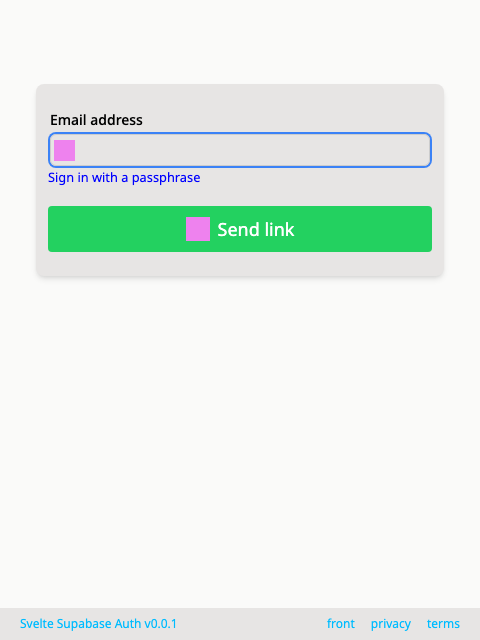 Email address
Sign in with a passphrase
Send link
Svelte Supabase Auth v0.0.1 front privacy terms